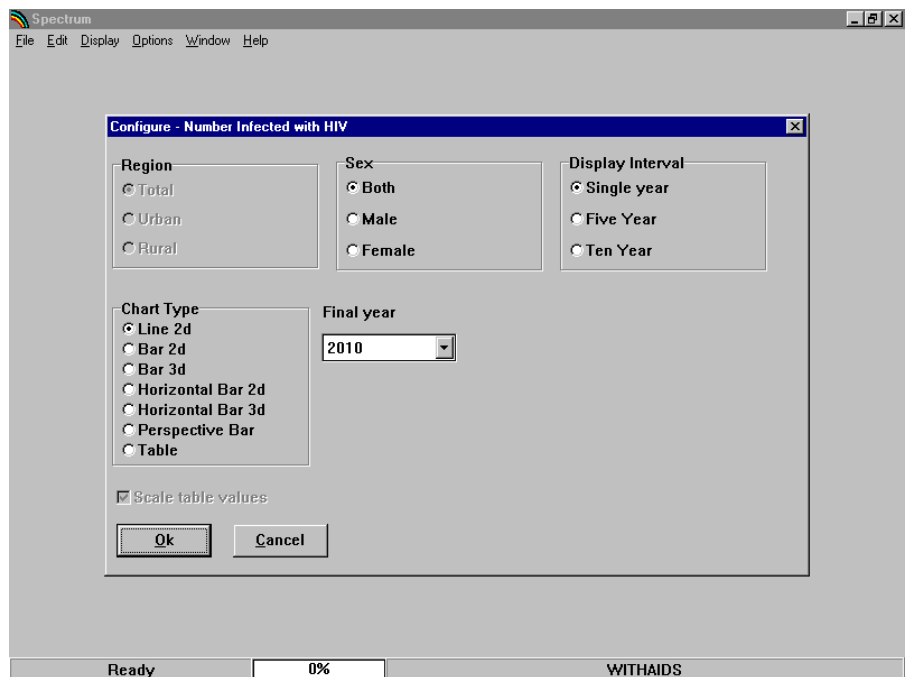 Spectrum
File Edit Display Options Window Help
Configure - Number Infected with HIV
Region
Total
Urban
Rural
Sex
Both
Male
Female
Display Interval
Single year
Five Year
Ten Year
Chart Type
Line 2d
Bar 2d
Bar 3d
Horizontal Bar 2d
Horizontal Bar 3d
Perspective Bar
Table
Final year
2010
Scale table values
Ok Cancel
Ready 0% WITHAIDS